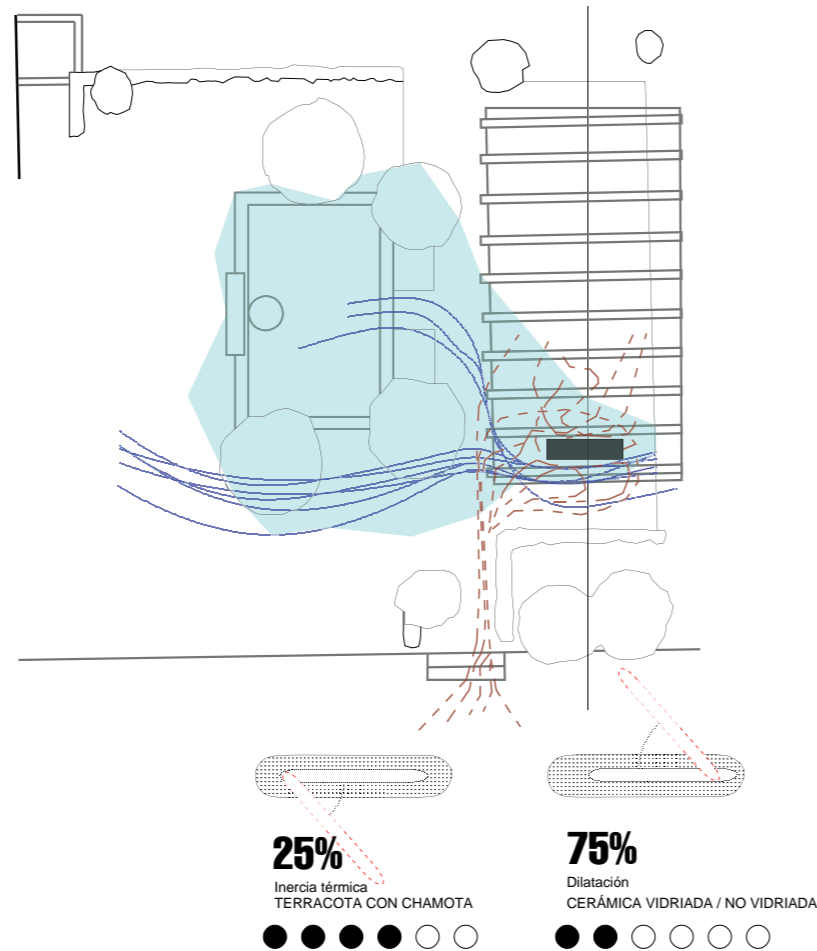 25%
Inercia térmica
TERRACOTA CON CHAMOTA
75%
Dilatación
CERÁMICA VIDRIADA / NO VIDRIADA